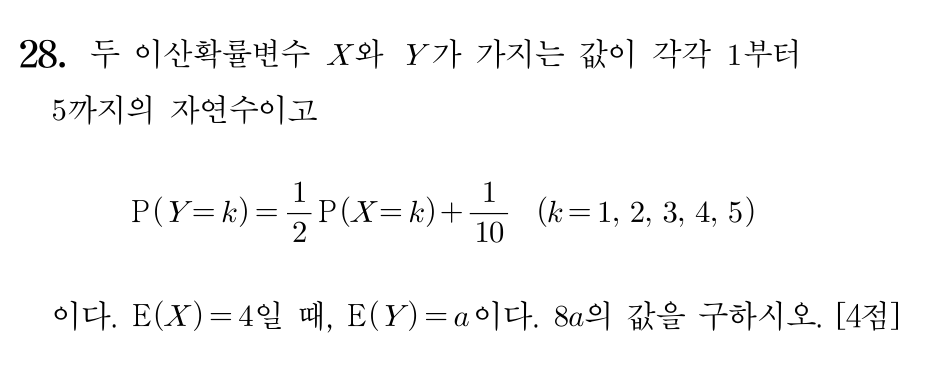 28. 두 이산확률변수 X와 Y가 가지는 값이 각각 1부터
5까지의 자연수이고
P(Y=k)=1/2P(X=k)+1/10 (k=1, 2, 3, 4, 5)
이다. E(X)=4일 때, E(Y)=a이다. 8a의 값을 구하시오. [4점]